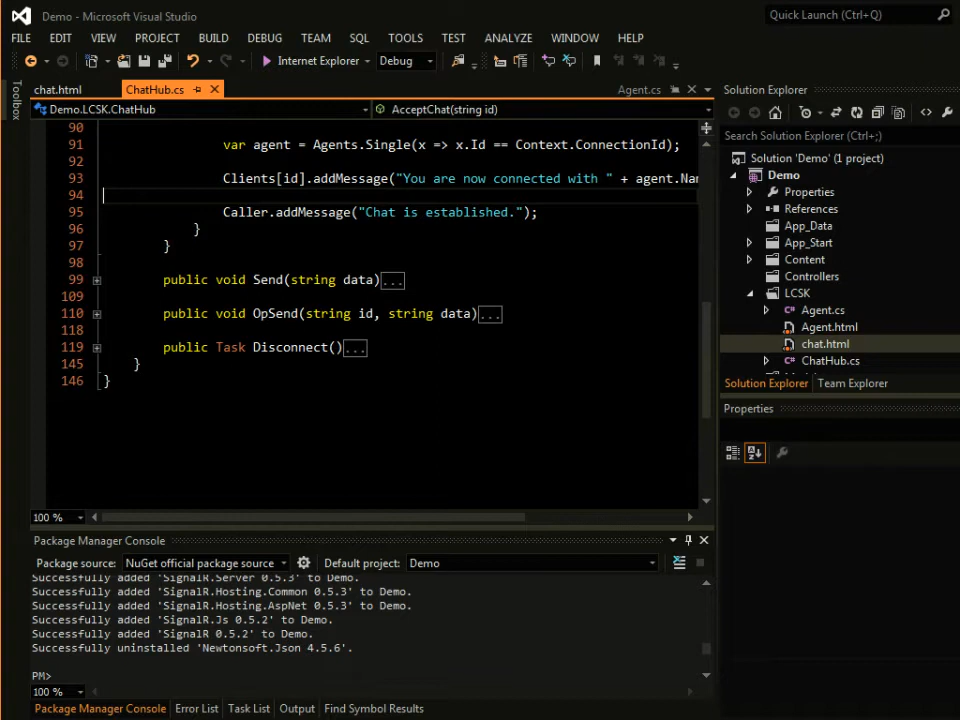 Demo - Microsoft Visual Studio
Quick Launch (Ctrl+Q)
FILE EDIT VIEW PROJECT BUILD DEBUG TEAM SQL TOOLS TEST ANALYZE WINDOW HELP
Internet Explorer Debug
Toolbox
chat.html ChatHub.cs Agent.cs
Demo.LCSK.ChatHub AcceptChat(string id)
90
91 var agent = Agents.Single(x => x.Id == Context.ConnectionId);
92
93 Clients[id].addMessage("You are now connected with " + agent.Nam
94
95 Caller.addMessage("Chat is established.");
96 }
97 }
98
99 public void Send(string data)...
109
110 public void OpSend(string id, string data)...
118
119 public Task Disconnect()...
145 }
146 }
100 %
Solution Explorer
Search Solution Explorer (Ctrl+;)
Solution 'Demo' (1 project)
Demo
Properties
References
App_Data
App_Start
Content
Controllers
LCSK
Agent.cs
Agent.html
chat.html
ChatHub.cs
Solution Explorer Team Explorer
Properties
Package Manager Console
Package source: NuGet official package source Default project: Demo
Successfully added 'SignalR.Server 0.5.3' to Demo.
Successfully added 'SignalR.Hosting.Common 0.5.3' to Demo.
Successfully added 'SignalR.Hosting.AspNet 0.5.3' to Demo.
Successfully added 'SignalR.Js 0.5.2' to Demo.
Successfully added 'SignalR 0.5.2' to Demo.
Successfully uninstalled 'Newtonsoft.Json 4.5.6'.
PM>
100 %
Package Manager Console Error List Task List Output Find Symbol Results